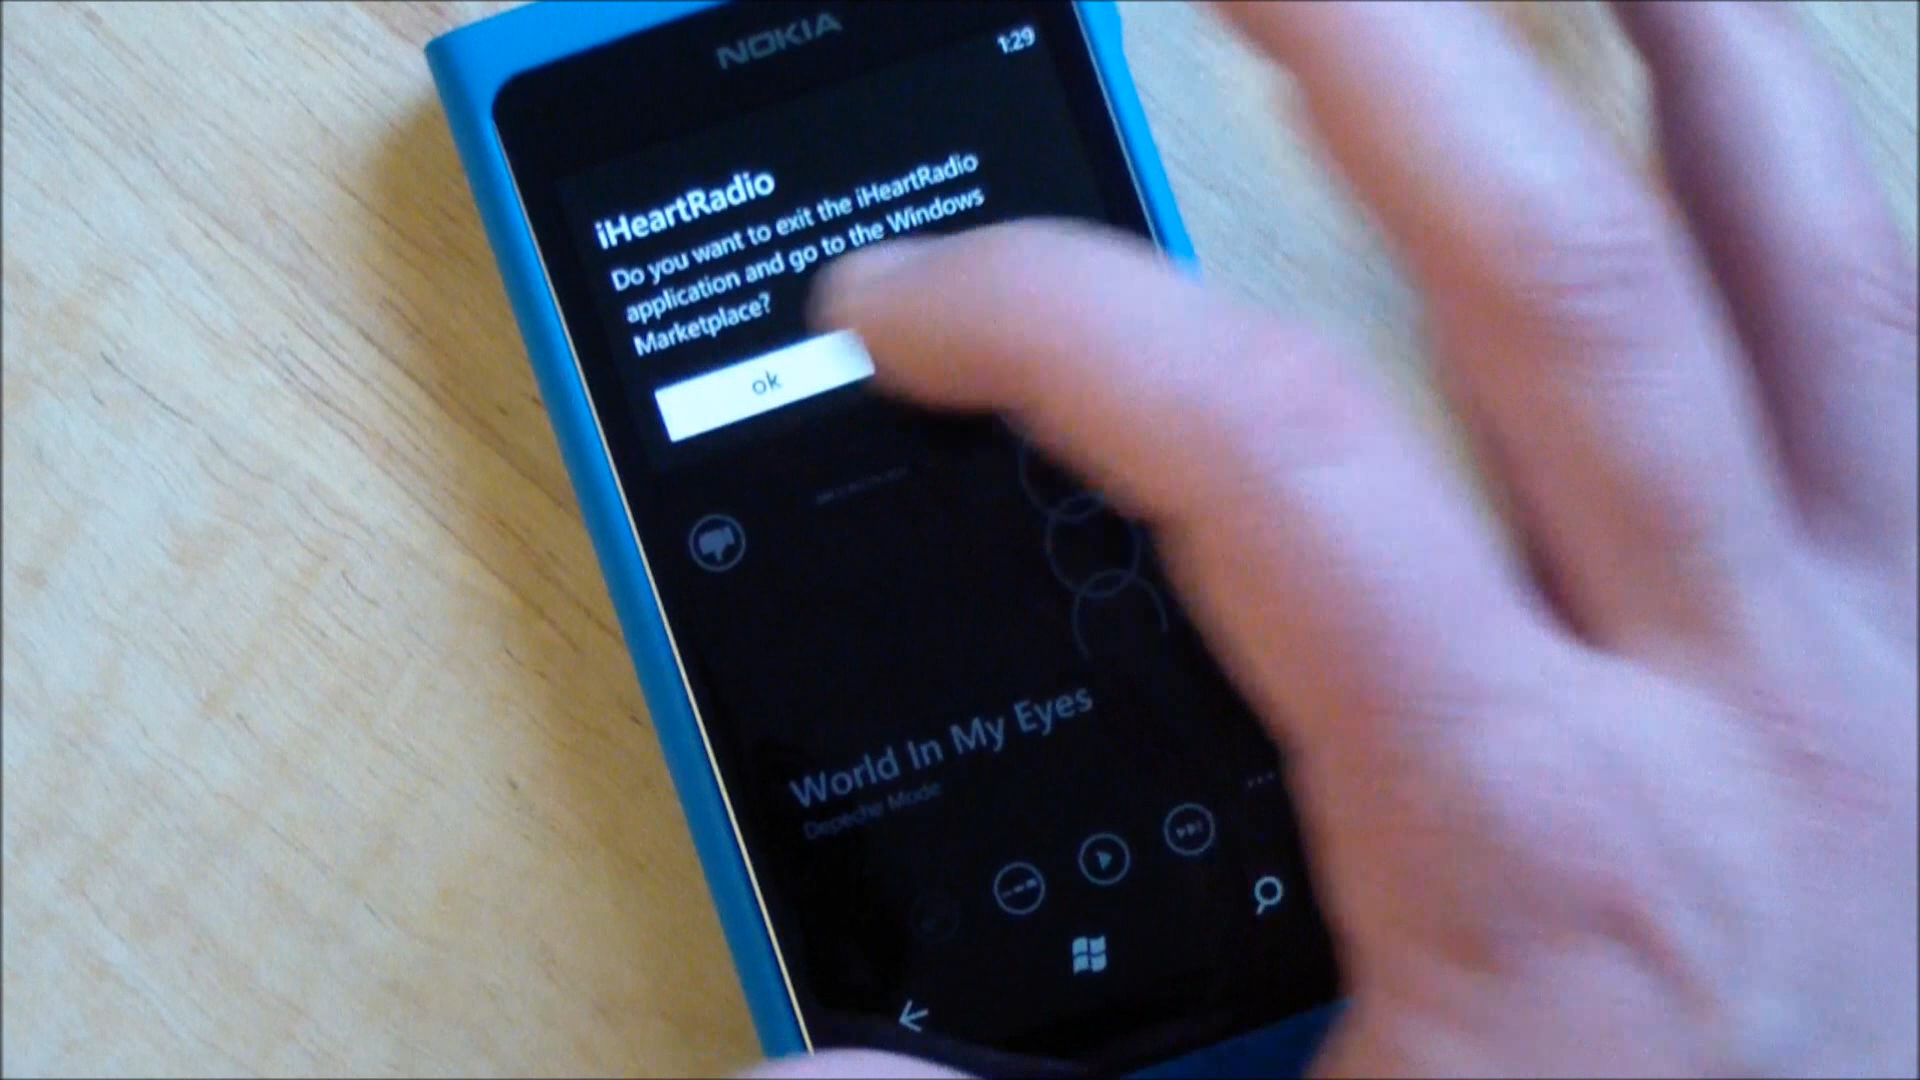 NOKIA
1:29
iHeartRadio
Do you want to exit the iHeartRadio
application and go to the Windows
Marketplace?
ok
World In My Eyes
Depeche Mode